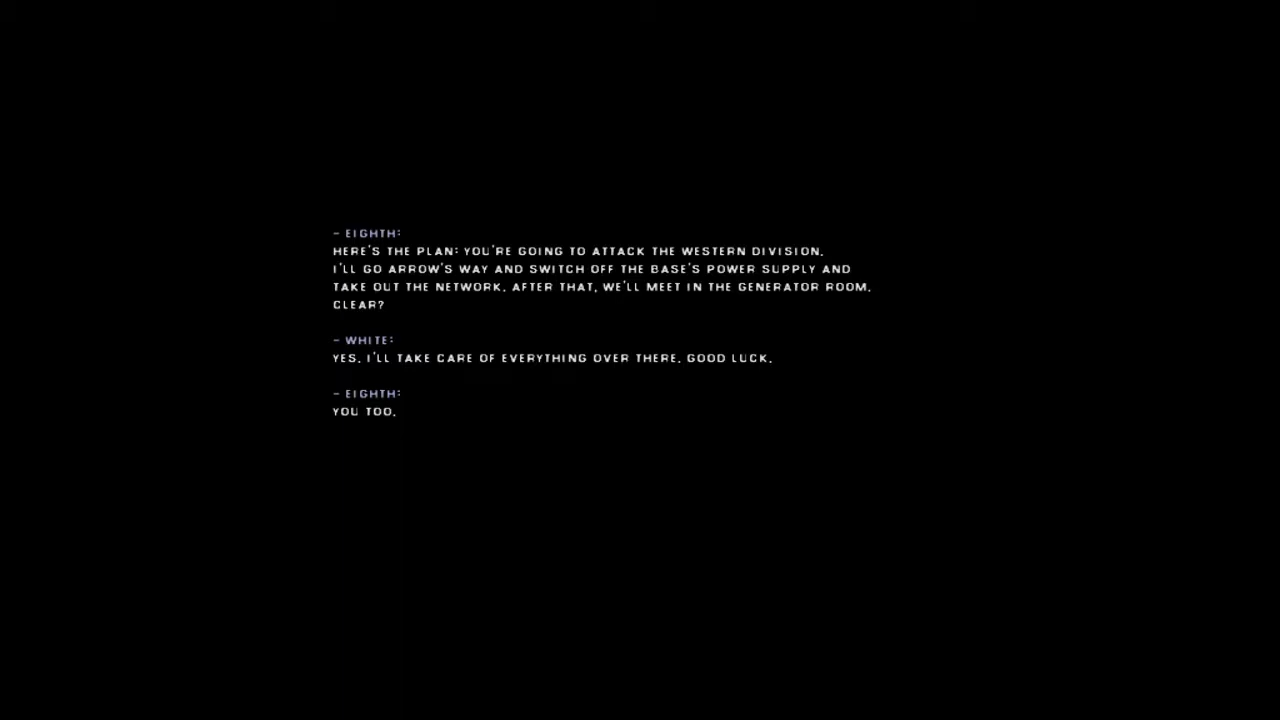 - EIGHTH:
HERE'S THE PLAN: YOU'RE GOING TO ATTACK THE WESTERN DIVISION.
I'LL GO ARROW'S WAY AND SWITCH OFF THE BASE'S POWER SUPPLY AND
TAKE OUT THE NETWORK. AFTER THAT, WE'LL MEET IN THE GENERATOR ROOM.
CLEAR?
- WHITE:
YES. I'LL TAKE CARE OF EVERYTHING OVER THERE. GOOD LUCK.
- EIGHTH:
YOU TOO.